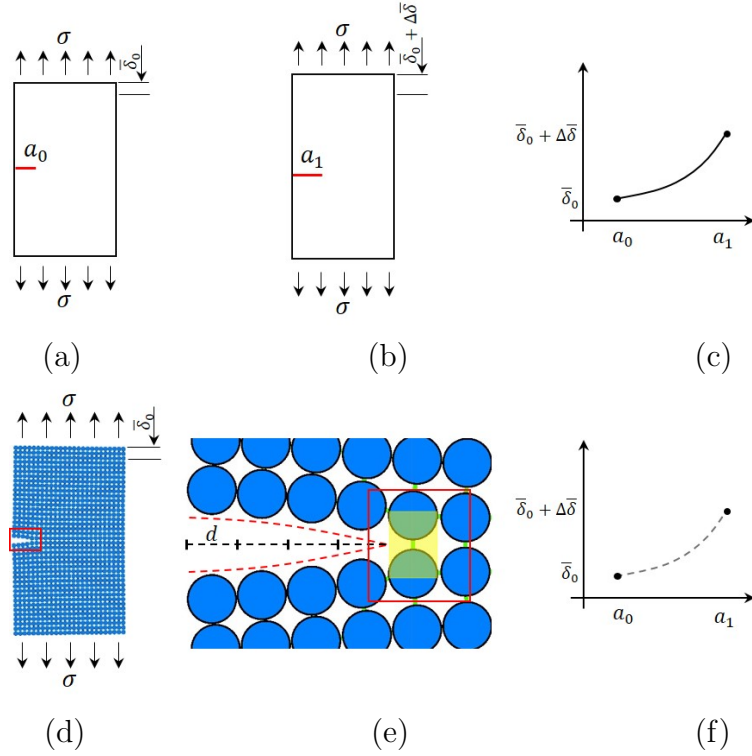 σ
δ̅₀
a₀
σ
(a)
σ
δ̅₀ + Δδ̅
a₁
σ
(b)
δ̅₀ + Δδ̅
δ̅₀
a₀
a₁
(c)
σ
δ̅₀
σ
(d)
d
(e)
δ̅₀ + Δδ̅
δ̅₀
a₀
a₁
(f)